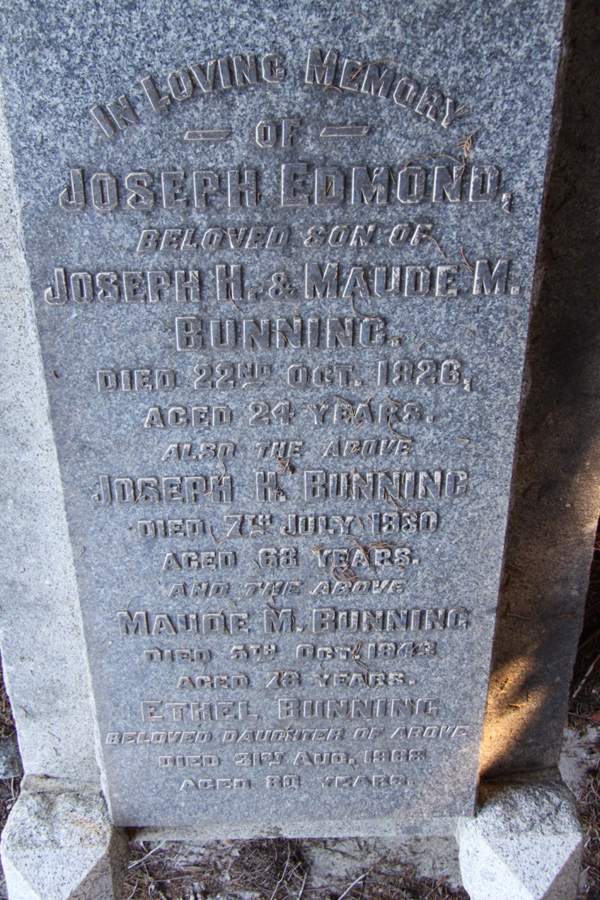 IN LOVING MEMORY
OF
JOSEPH EDMOND,
BELOVED SON OF
JOSEPH H. & MAUDE M.
BUNNING.
DIED 22ND OCT. 1926,
AGED 24 YEARS.
ALSO THE ABOVE
JOSEPH H. BUNNING
DIED 7TH JULY 1930
AGED 68 YEARS.
AND THE ABOVE
MAUDE M. BUNNING
DIED 5TH OCT.
AGED 78 YEARS.
ETHEL BUNNING
BELOVED DAUGHTER OF ABOVE
DIED 31ST AUG. 1968
AGED 80 YEARS.